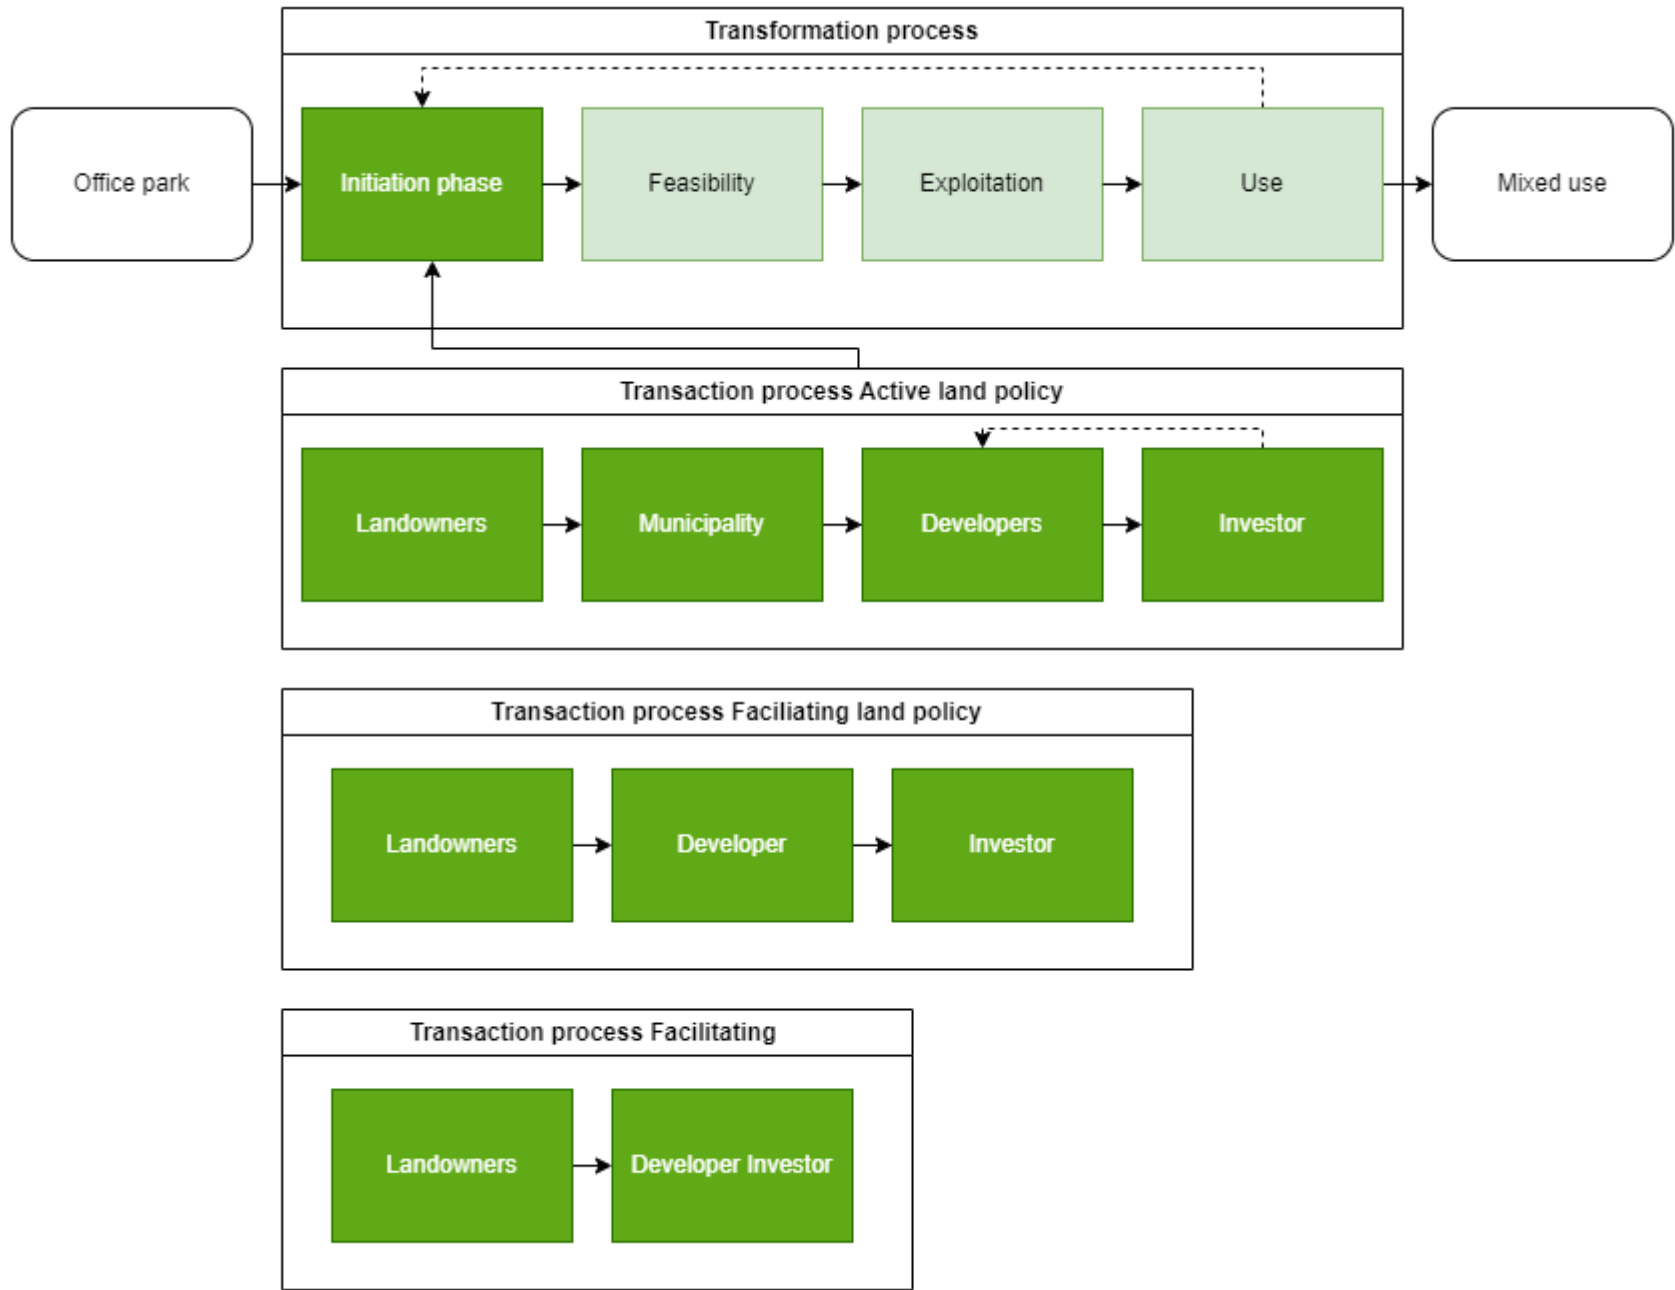 Transformation process
Office park
Initiation phase
Feasibility
Exploitation
Use
Mixed use
Transaction process Active land policy
Landowners
Municipality
Developers
Investor
Transaction process Faciliating land policy
Landowners
Developer
Investor
Transaction process Facilitating
Landowners
Developer Investor